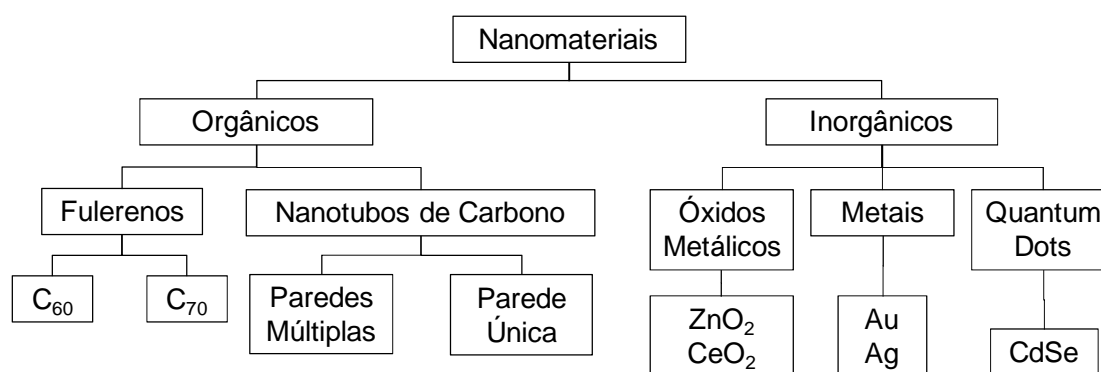 Nanomateriais
Orgânicos
Inorgânicos
Fulerenos
Nanotubos de Carbono
Óxidos
Metálicos
Metais
Quantum
Dots
C₆₀
C₇₀
Paredes
Múltiplas
Parede
Única
ZnO₂
CeO₂
Au
Ag
CdSe